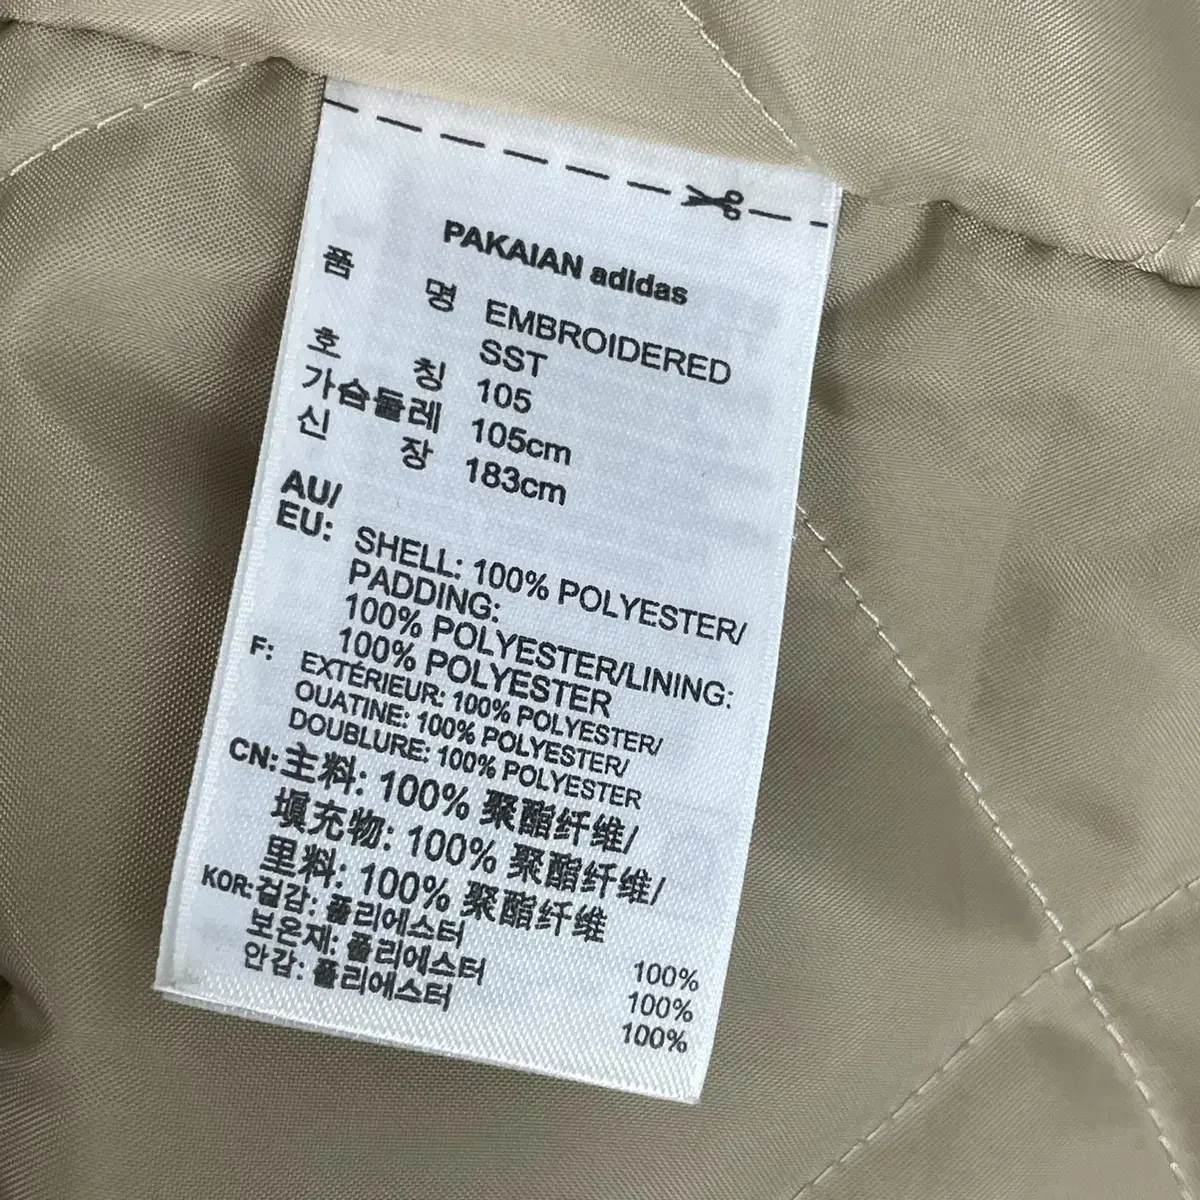 PAKAIAN adidas
품 명 EMBROIDERED
SST
호 칭 105
가슴둘레 105cm
신 장 183cm
AU/
EU: SHELL: 100% POLYESTER/
PADDING:
100% POLYESTER/LINING:
100% POLYESTER
F: EXTÉRIEUR: 100% POLYESTER/
OUATINE: 100% POLYESTER/
DOUBLURE: 100% POLYESTER
CN: 主料: 100% 聚酯纤维/
填充物: 100% 聚酯纤维/
里料: 100% 聚酯纤维
KOR: 겉감: 폴리에스터 100%
보온재: 폴리에스터 100%
안감: 폴리에스터 100%